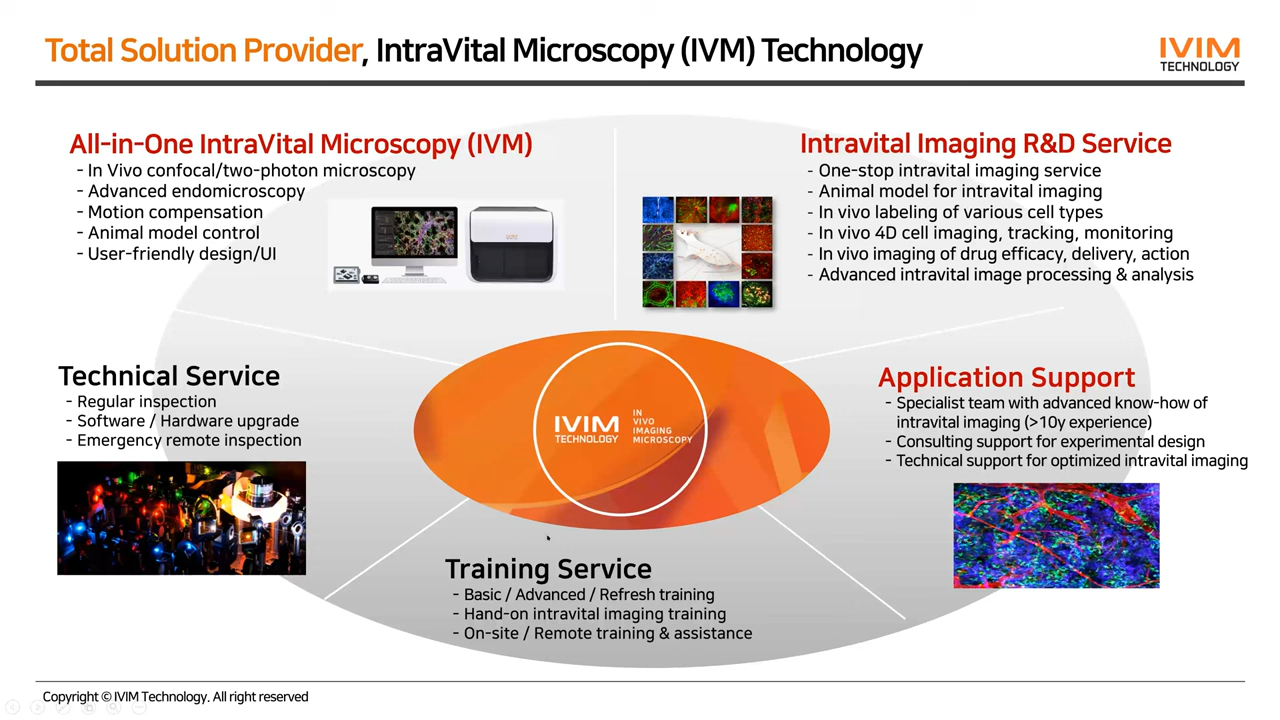 Total Solution Provider, IntraVital Microscopy (IVM) Technology
IVIM
TECHNOLOGY
All-in-One IntraVital Microscopy (IVM)
- In Vivo confocal/two-photon microscopy
- Advanced endomicroscopy
- Motion compensation
- Animal model control
- User-friendly design/UI
Intravital Imaging R&D Service
- One-stop intravital imaging service
- Animal model for intravital imaging
- In vivo labeling of various cell types
- In vivo 4D cell imaging, tracking, monitoring
- In vivo imaging of drug efficacy, delivery, action
- Advanced intravital image processing & analysis
Technical Service
- Regular inspection
- Software / Hardware upgrade
- Emergency remote inspection
IVIM
TECHNOLOGY
IN
VIVO
IMAGING
MICROSCOPY
Application Support
- Specialist team with advanced know-how of
intravital imaging (>10y experience)
- Consulting support for experimental design
- Technical support for optimized intravital imaging
Training Service
- Basic / Advanced / Refresh training
- Hand-on intravital imaging training
- On-site / Remote training & assistance
Copyright © IVIM Technology. All right reserved